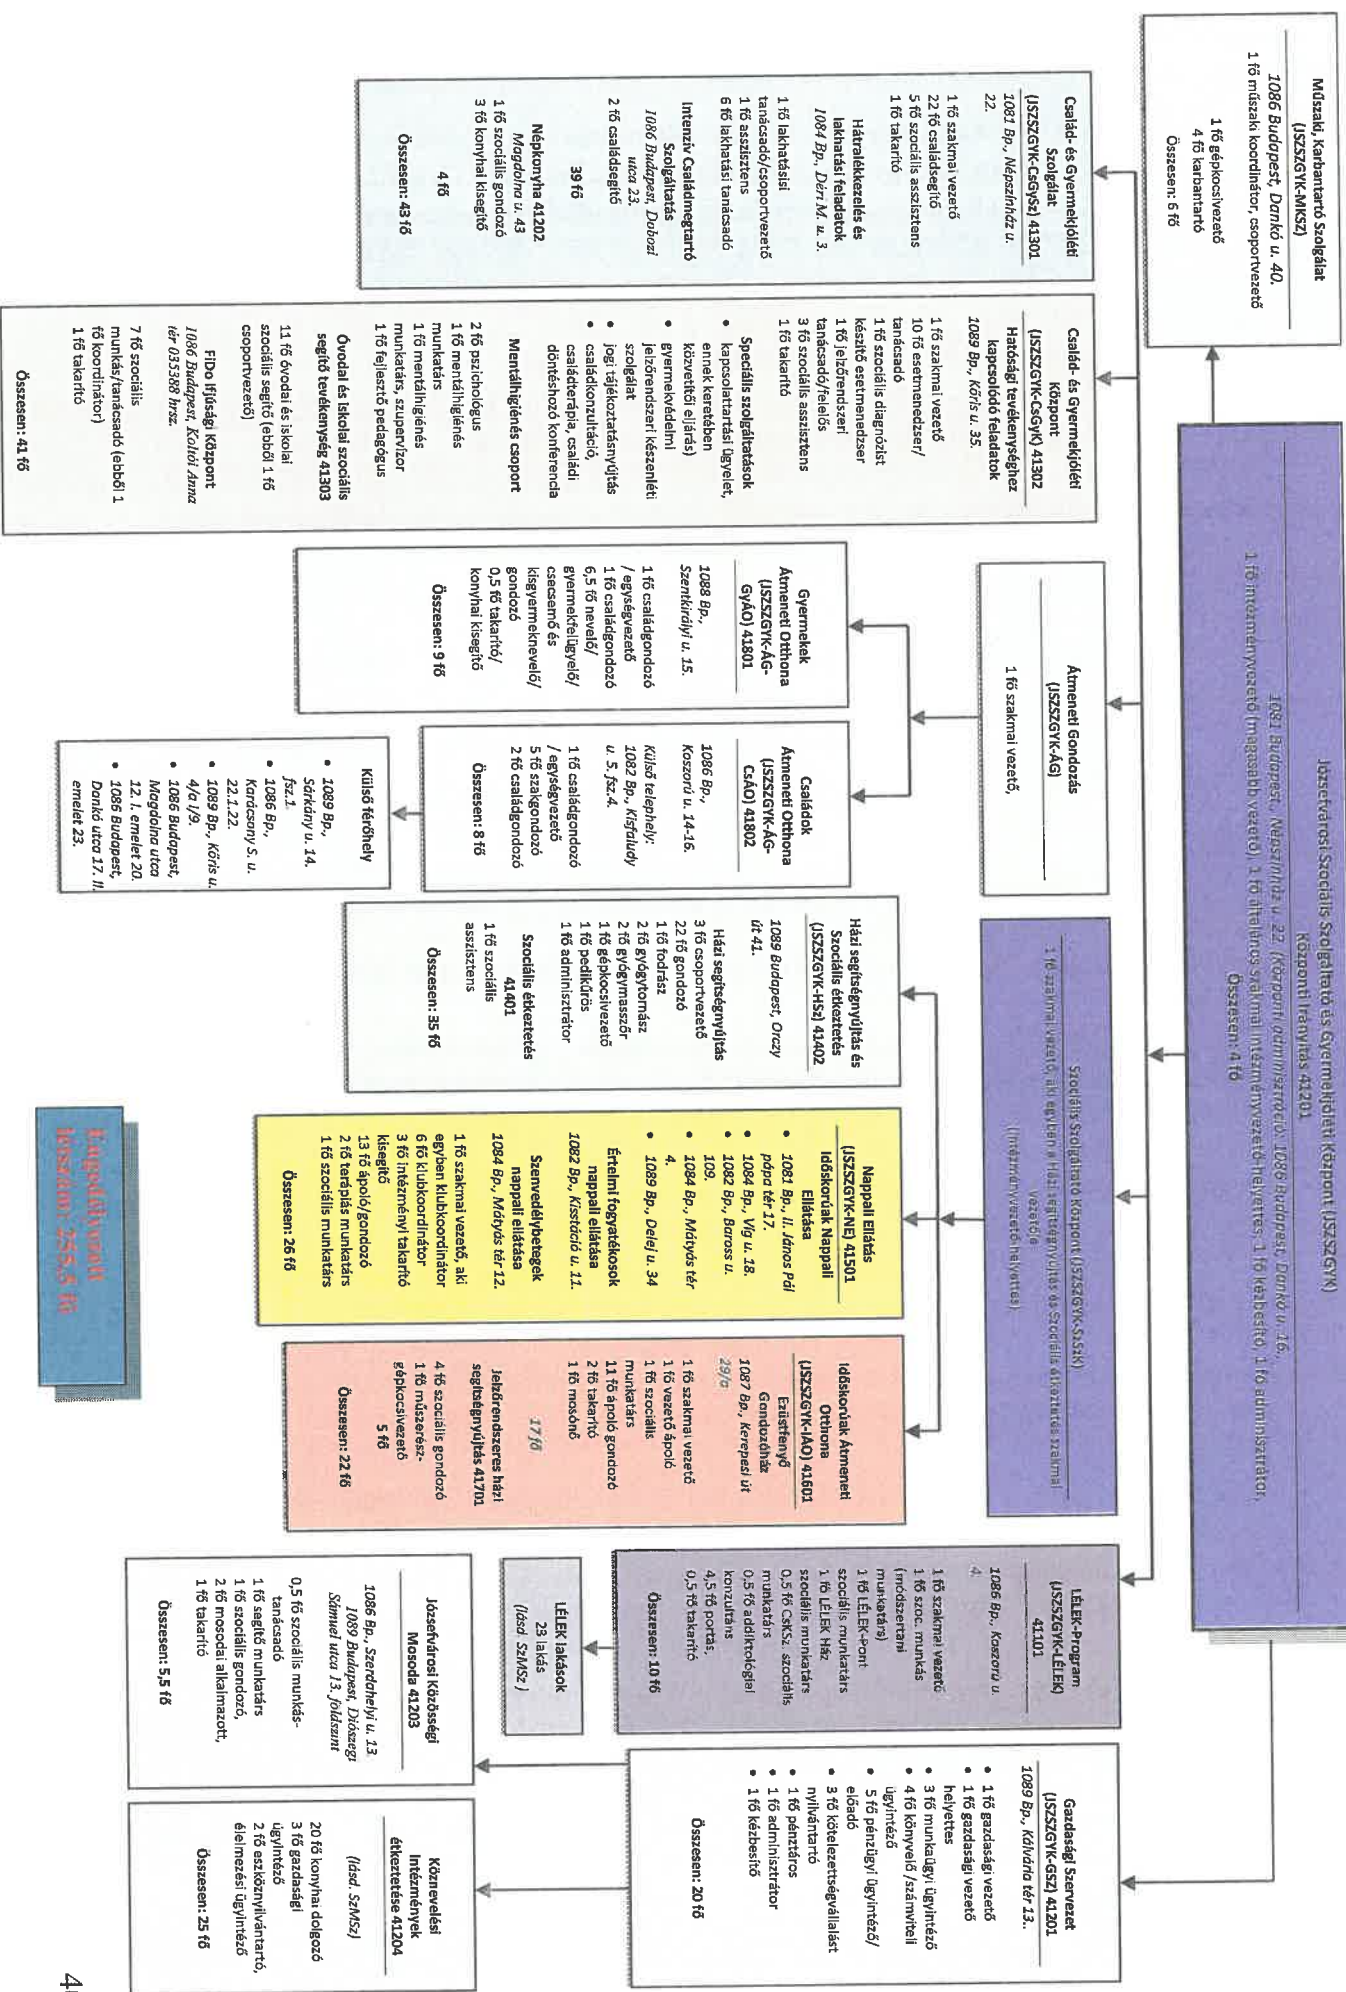 Józsefvárosi Szociális Szolgáltató és Gyermekjóléti Központ (JSZSZGYK)
Központi Irányítás 41201
1081 Budapest, Népszínház u. 22. (Központi adminisztráció: 1086 Budapest, Dankó u. 16.
1 fő intézményvezető (magasabb vezető), 1 fő általános szakmai intézményvezető-helyettes, 1 fő kézbesítő, 1 fő adminisztrátor,
Összesen: 4 fő
Műszaki, Karbantartó Szolgálat
(JSZSZGYK-MKSZ)
1086 Budapest, Dankó u. 40.
1 fő műszaki koordinátor, csoportvezető
1 fő gépkocsivezető
4 fő karbantartó
Összesen: 6 fő
Család- és Gyermekjóléti
Szolgálat
(JSZSZGYK-CsGySz) 41301
1081 Bp., Népszínház u.
22.
1 fő szakmai vezető
22 fő családsegítő
5 fő szociális asszisztens
1 fő takarító
Hátralékkezelés és
lakhatási feladatok
1084 Bp., Déri M. u. 3.
1 fő lakhatásisi
tanácsadó/csoportvezető
1 fő asszisztens
6 fő lakhatási tanácsadó
Intenzív Családmegtartó
Szolgáltatás
1086 Budapest, Dobozi
utca 23.
2 fő családsegítő
39 fő
Népkonyha 41202
Magdolna u. 43
1 fő szociális gondozó
3 fő konyhai kisegítő
4 fő
Összesen: 43 fő
Család- és Gyermekjóléti
Központ
(JSZSZGYK-CsGyK) 41302
Hatósági tevékenységhez
kapcsolódó feladatok
1089 Bp., Kőris u. 35.
1 fő szakmai vezető
10 fő esetmenedzser/
tanácsadó
1 fő szociális diagnózist
készítő esetmenedzser
1 fő jelzőrendszeri
tanácsadó/felelős
3 fő szociális asszisztens
1 fő takarító
Speciális szolgáltatások
• kapcsolattartási ügyelet,
ennek keretében
közvetítői eljárás)
• gyermekvédelmi
jelzőrendszeri készenléti
szolgálat
• jogi tájékoztatásnyújtás
• családkonzultáció,
családterápia, családi
döntéshozó konferencia
Mentálhigiénés csoport
2 fő pszichológus
1 fő mentálhigiénés
munkatárs
1 fő mentálhigiénés
munkatárs, szupervízor
1 fő fejlesztő pedagógus
Óvodai és Iskolai szociális
segítő tevékenység 41303
11 fő óvodai és iskolai
szociális segítő (ebből 1 fő
csoportvezető)
FiDo Ifjúsági Központ
1086 Budapest, Koltói Anna
tér 035388 hrsz.
7 fő szociális
munkás/tanácsadó (ebből 1
fő koordinátor)
1 fő takarító
Összesen: 41 fő
Átmeneti Gondozás
(JSZSZGYK-ÁG)
1 fő szakmai vezető,
Gyermekek
Átmeneti Otthona
(JSZSZGYK-ÁG-
GyÁO) 41801
1088 Bp.,
Szentkirályi u. 15.
1 fő családgondozó
/ egységvezető
1 fő családgondozó
6,5 fő nevelő/
gyermekfelügyelő/
csecsemő és
kisgyermeknevelő/
gondozó
0,5 fő takarító/
konyhai kisegítő
Összesen: 9 fő
Családok
Átmeneti Otthona
(JSZSZGYK-ÁG-
CsÁO) 41802
1086 Bp.,
Koszorú u. 14-16.
Külső telephely:
1082 Bp., Kisfaludy
u. 5. fsz.4.
1 fő családgondozó
/ egységvezető
5 fő szakgondozó
2 fő családgondozó
Összesen: 8 fő
Külső férőhely
• 1089 Bp.,
Sárkány u. 14.
fsz.1.
• 1086 Bp.,
Karácsony S. u.
22.1.22.
• 1089 Bp., Kőris u.
4/a I/9.
• 1086 Budapest,
Magdolna utca
12. I. emelet 20.
• 1086 Budapest,
Dankó utca 17. II.
emelet 23.
Szociális Szolgáltató Központ (JSZSZGYK-SzSzK)
1 fő szakmai vezető, aki egyben a Házi segítségnyújtás és Szociális étkeztetés szakmai
vezetője
(intézményvezető-helyettes)
Házi segítségnyújtás és
Szociális étkeztetés
(JSZSZGYK-HSz) 41402
1089 Budapest, Orczy
út 41.
Házi segítségnyújtás
3 fő csoportvezető
22 fő gondozó
1 fő fodrász
2 fő gyógytornász
2 fő gyógymasszőr
1 fő gépkocsivezető
1 fő pedikűrös
1 fő adminisztrátor
Szociális étkeztetés
41401
1 fő szociális
asszisztens
Összesen: 35 fő
Nappali Ellátás
(JSZSZGYK-NE) 41501
Időskorúak Nappali
Ellátása
• 1081 Bp., II. János Pál
pápa tér 17.
• 1084 Bp., Víg u. 18.
• 1082 Bp., Baross u.
109.
• 1084 Bp., Mátyás tér
4.
• 1089 Bp., Delej u. 34
Értelmi fogyatékosok
nappali ellátása
1082 Bp., Kisstáció u. 11.
Szenvedélybetegek
nappali ellátása
1084 Bp., Mátyás tér 12.
1 fő szakmai vezető, aki
egyben klubkoordinátor
6 fő klubkoordinátor
3 fő intézményi takarító
kisegítő
13 fő ápoló/gondozó
2 fő terápiás munkatárs
1 fő szociális munkatárs
Összesen: 26 fő
Időskorúak Átmeneti
Otthona
(JSZSZGYK-IÁO) 41601
Ezüstfenyő
Gondozóház
1087 Bp., Kerepesi út
29/a
1 fő szakmai vezető
1 fő vezető ápoló
1 fő szociális
munkatárs
11 fő ápoló gondozó
2 fő takarító
1 fő mosónő
17 fő
Jelzőrendszeres házi
segítségnyújtás 41701
4 fő szociális gondozó
1 fő műszerész-
gépkocsivezető
5 fő
Összesen: 22 fő
LÉLEK-Program
(JSZSZGYK-LÉLEK)
41101
1086 Bp., Koszorú u.
4.
1 fő szakmai vezető
1 fő szoc. munkás
(módszertani
munkatárs)
1 fő LÉLEK-Pont
szociális munkatárs
1 fő LÉLEK Ház
szociális munkatárs
0,5 fő CsKSz. szociális
munkatárs
0,5 fő addiktológiai
konzultáns
4,5 fő portás,
0,5 fő takarító
Összesen: 10 fő
LÉLEK lakások
23 lakás
(lásd. SzMSz )
Gazdasági Szervezet
(JSZSZGYK-GSZ) 41201
1089 Bp., Kálvária tér 13..
• 1 fő gazdasági vezető
• 1 fő gazdasági vezető
helyettes
• 3 fő munkaügyi ügyintéző
• 4 fő könyvelő /számviteli
ügyintéző
• 5 fő pénzügyi ügyintéző/
előadó
• 3 fő kötelezettségvállalást
nyilvántartó
• 1 fő pénztáros
• 1 fő adminisztrátor
• 1 fő kézbesítő
Összesen: 20 fő
Józsefvárosi Közösségi
Mosoda 41203
1086 Bp., Szerdahelyi u. 13.
1089 Budapest, Diószegi
Sámuel utca 13. földszint
0,5 fő szociális munkás-
tanácsadó
1 fő segítő munkatárs
1 fő szociális gondozó,
2 fő mosodai alkalmazott,
1 fő takarító
Összesen: 5,5 fő
Köznevelési
Intézmények
étkeztetése 41204
(lásd. SzMSz)
20 fő konyhai dolgozó
3 fő gazdasági
ügyintéző
2 fő eszköznyilvántartó,
élelmezési ügyintéző
Összesen: 25 fő
Engedélyezett
létszám: 255,5 fő
4